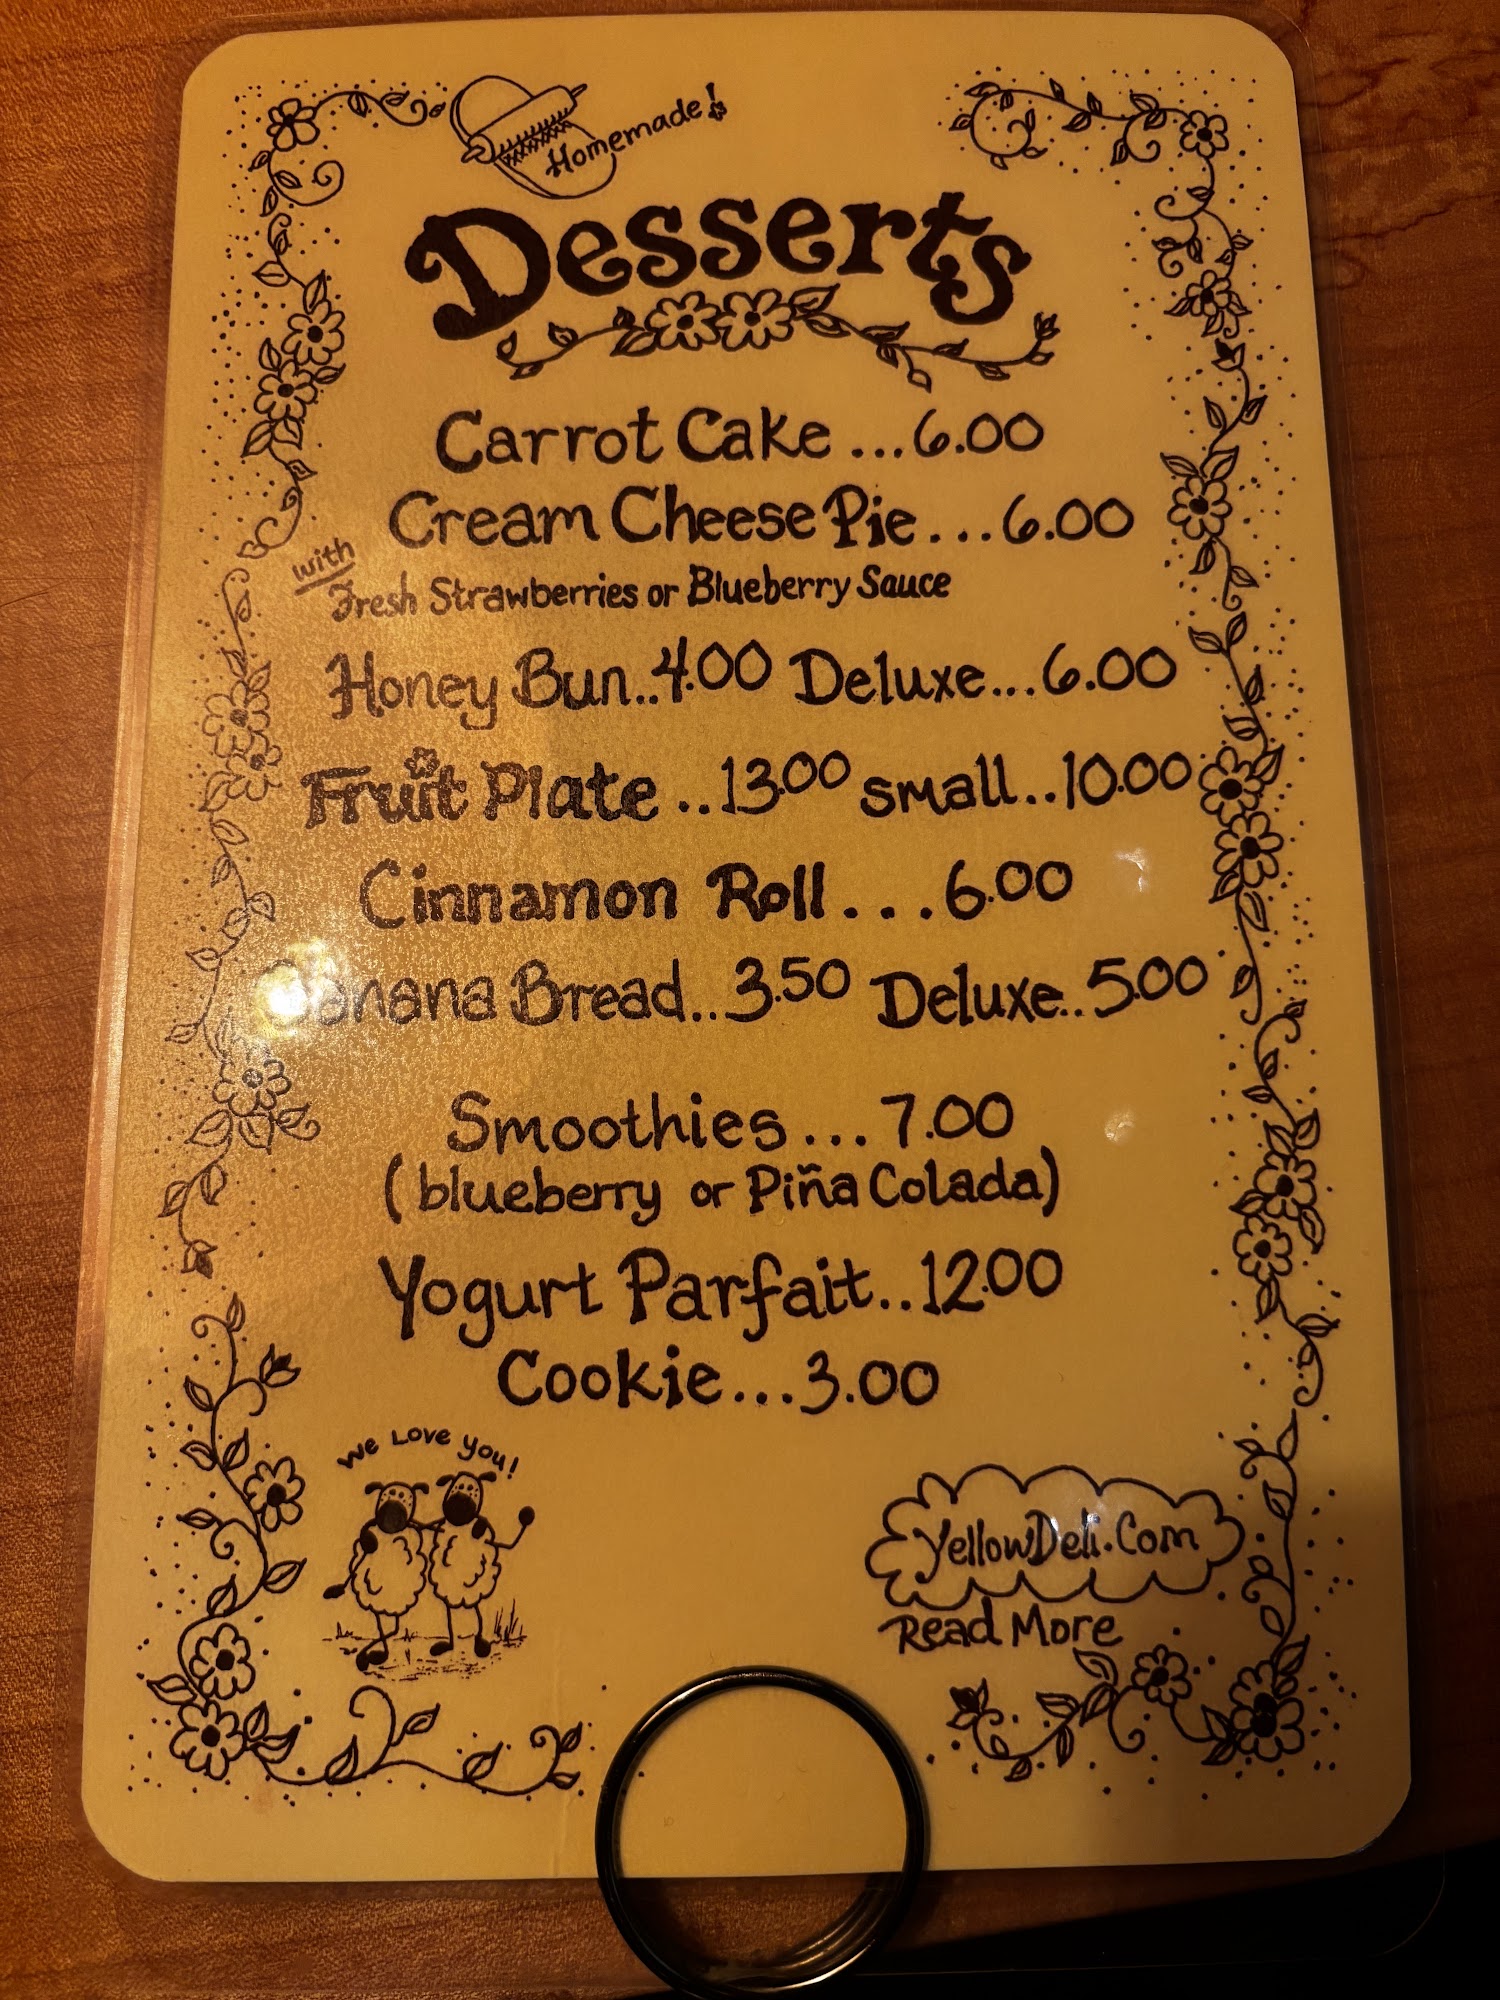 Homemade!
Desserts
Carrot Cake ... 6.00
Cream Cheese Pie ... 6.00
with Fresh Strawberries or Blueberry Sauce
Honey Bun.. 4.00 Deluxe... 6.00
Fruit Plate .. 13.00 small.. 10.00
Cinnamon Roll ... 6.00
Banana Bread.. 3.50 Deluxe.. 5.00
Smoothies ... 7.00
(blueberry or Piña Colada)
Yogurt Parfait.. 12.00
Cookie ... 3.00
We Love you!
YellowDeli.Com
Read More